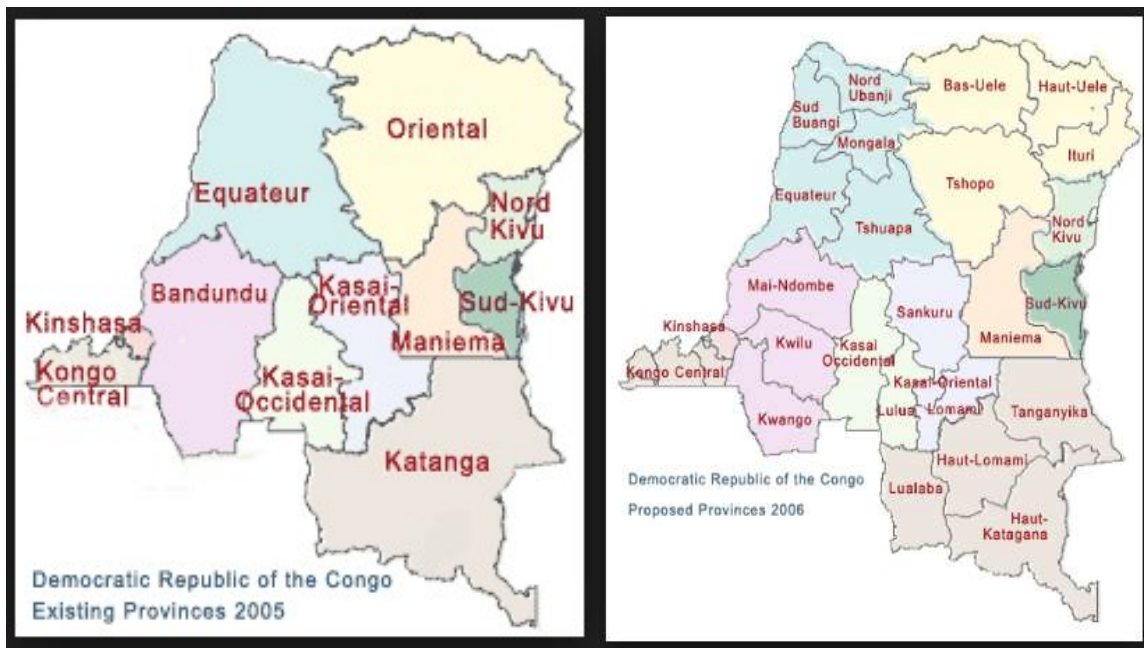 Oriental
Equateur
Nord
Kivu
Bandundu
Kasai-
Oriental
Sud-Kivu
Kinshasa
Maniema
Kongo
Central
Kasai-
Occidental
Katanga
Democratic Republic of the Congo
Existing Provinces 2005
Nord
Ubanji
Bas-Uele
Haut-Uele
Sud
Buangi
Mongala
Ituri
Equateur
Tshopo
Nord
Kivu
Tshuapa
Mai-Ndombe
Sankuru
Sud-Kivu
Kinshasa
Kwilu
Kasai
Occidental
Maniema
Kongo Central
Kasai-Oriental
Kwango
Lulua
Lomami
Tanganyika
Haut-Lomami
Lualaba
Haut-
Katagana
Democratic Republic of the Congo
Proposed Provinces 2006